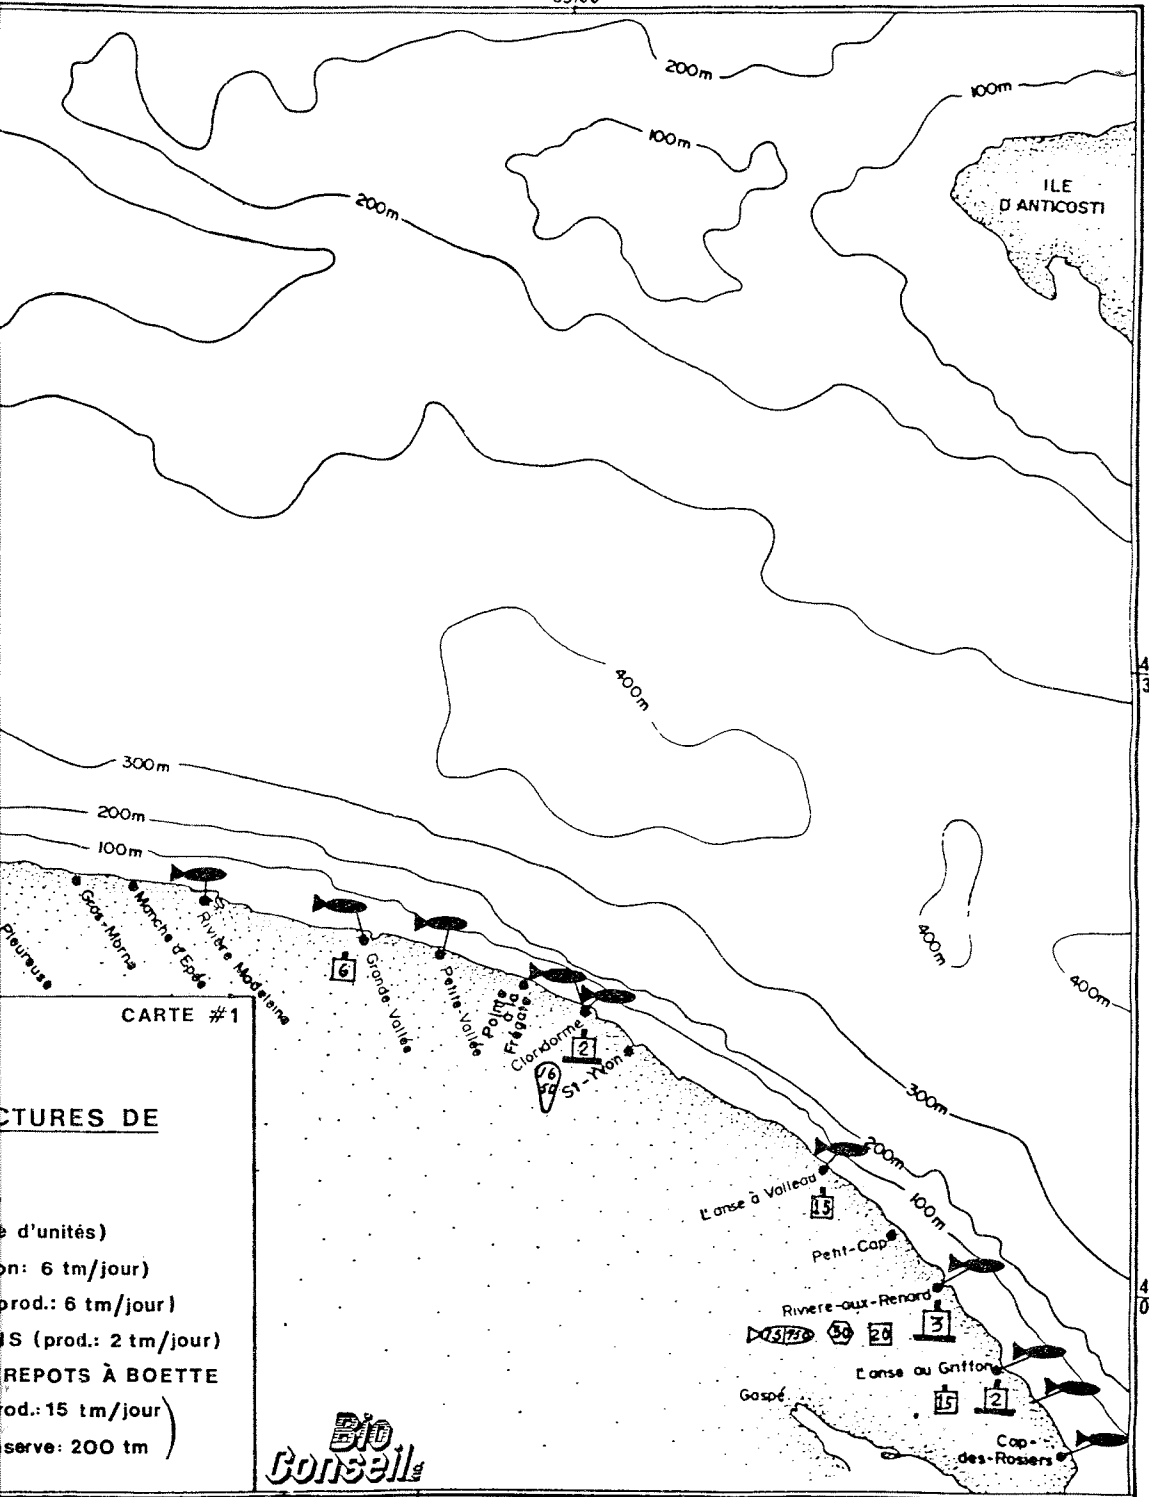 200m
100m
100m
ILE
D'ANTICOSTI
200m
400m
300m
200m
100m
400m
400m
Pleureuse
Gros-Morne
Manche d'Epée
Rivière Madeleine
6
Grande-Vallée
Petite-Vallée
Pointe
à la
Frégate
Cloridorme
2
16
50
St-Yvon
300m
200m
100m
L'anse à Valleau
15
Petit-Cap
Rivière-aux-Renard
30
20
3
L'anse au Griffon
15
2
Gaspé
Cap-
des-Rosiers
CARTE #1
CTURES DE
e d'unités)
on: 6 tm/jour)
prod.: 6 tm/jour)
IS (prod.: 2 tm/jour)
REPOTS À BOETTE
rod.: 15 tm/jour)
serve: 200 tm
Bio
Conseil